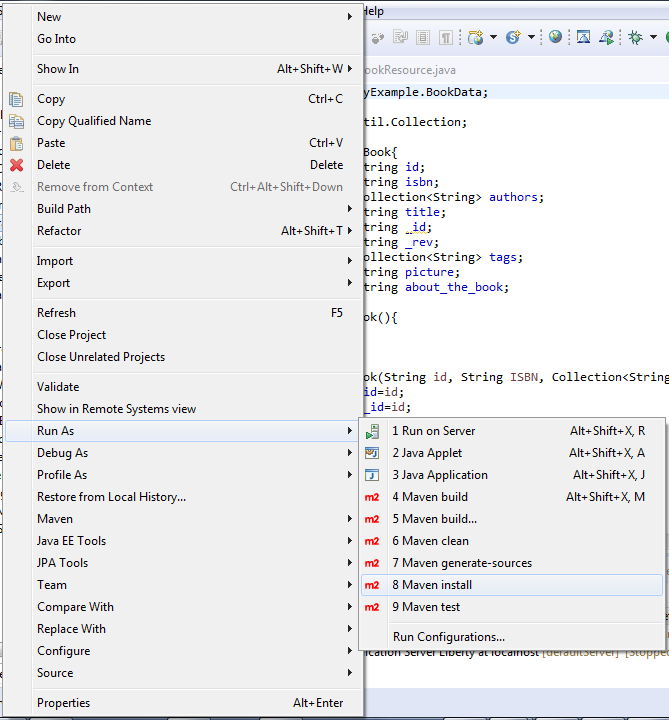 Help
New
Go Into
Show In Alt+Shift+W
Copy Ctrl+C
Copy Qualified Name
Paste Ctrl+V
Delete Delete
Remove from Context Ctrl+Alt+Shift+Down
Build Path
Refactor Alt+Shift+T
Import
Export
Refresh F5
Close Project
Close Unrelated Projects
Validate
Show in Remote Systems view
Run As
Debug As
Profile As
Restore from Local History...
Maven
Java EE Tools
JPA Tools
Team
Compare With
Replace With
Configure
Source
Properties Alt+Enter
ookResource.java
yExample.BookData;
til.Collection;
Book{
tring id;
tring isbn;
ollection<String> authors;
tring title;
tring _id;
tring _rev;
ollection<String> tags;
tring picture;
tring about_the_book;
ok(){
ok(String id, String ISBN, Collection<String
id=id;
_id=id;
1 Run on Server Alt+Shift+X, R
2 Java Applet Alt+Shift+X, A
3 Java Application Alt+Shift+X, J
m2 4 Maven build Alt+Shift+X, M
m2 5 Maven build...
m2 6 Maven clean
m2 7 Maven generate-sources
m2 8 Maven install
m2 9 Maven test
Run Configurations...
ication Server Liberty at localhost [defaultServer] [Stopped